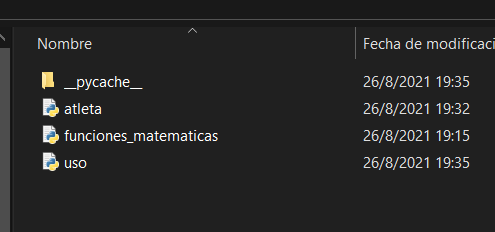 Nombre Fecha de modificaci
__pycache__ 26/8/2021 19:35
atleta 26/8/2021 19:32
funciones_matematicas 26/8/2021 19:15
uso 26/8/2021 19:35